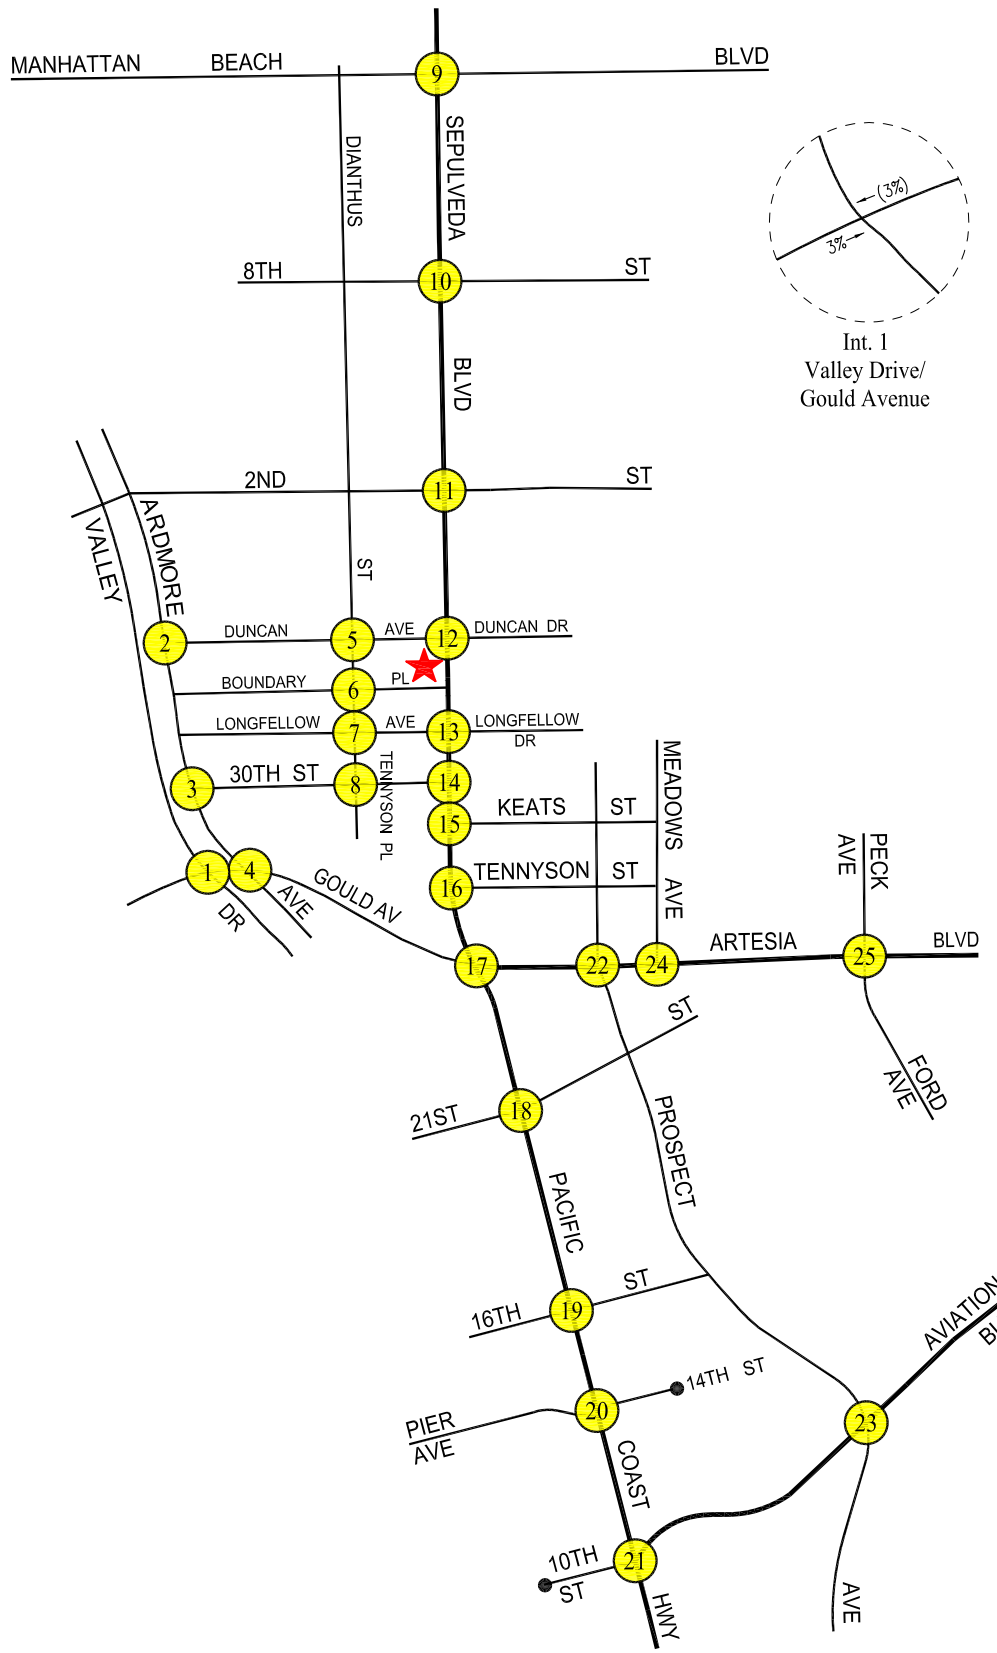 MANHATTAN BEACH BLVD
9
SEPULVEDA
DIANTHUS
(3%)
3%
8TH ST
10
Int. 1
Valley Drive/
Gould Avenue
BLVD
2ND ST
11
ARDMORE
VALLEY
ST
2
DUNCAN
5
AVE
12
DUNCAN DR
BOUNDARY
6
PL
LONGFELLOW
7
AVE
13
LONGFELLOW
DR
3
30TH ST
8
TENNYSON PL
14
MEADOWS AVE
15
KEATS ST
16
TENNYSON ST
PECK
AVE
1
4
GOULD AV
AVE
DR
17
22
24
ARTESIA
25
BLVD
ST
FORD
AVE
21ST
18
PROSPECT
PACIFIC
16TH
19
ST
AVIATION
14TH ST
20
PIER
AVE
23
COAST
10TH
ST
21
HWY
AVE